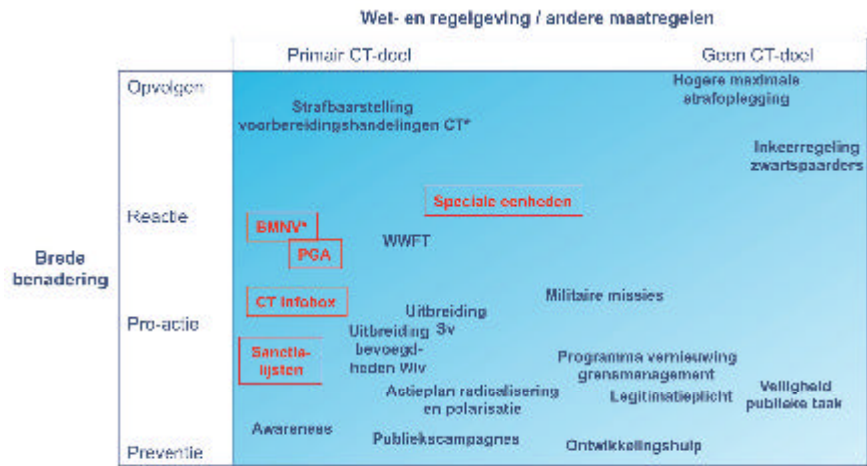 Wet- en regelgeving / andere maatregelen
Primair CT-doel
Geen CT-doel
Brede
benadering
Opvolgen
Reactie
Pro-actie
Preventie
Hogere maximale
strafoplegging
Strafbaarstelling
voorbereidingshandelingen CT*
Inkeerregeling
zwartspaarders
Speciale eenheden
BMNV*
WWFT
PGA
CT Infobox
Militaire missies
Uitbreiding
Sv
Uitbreiding
bevoegd-
heden WIv
Sanctie-
lijsten
Programma vernieuwing
grensmanagement
Actieplan radicalisering
en polarisatie
Legitimatieplicht
Veiligheid
publieke taak
Awareness
Publiekscampagnes
Ontwikkelingshulp